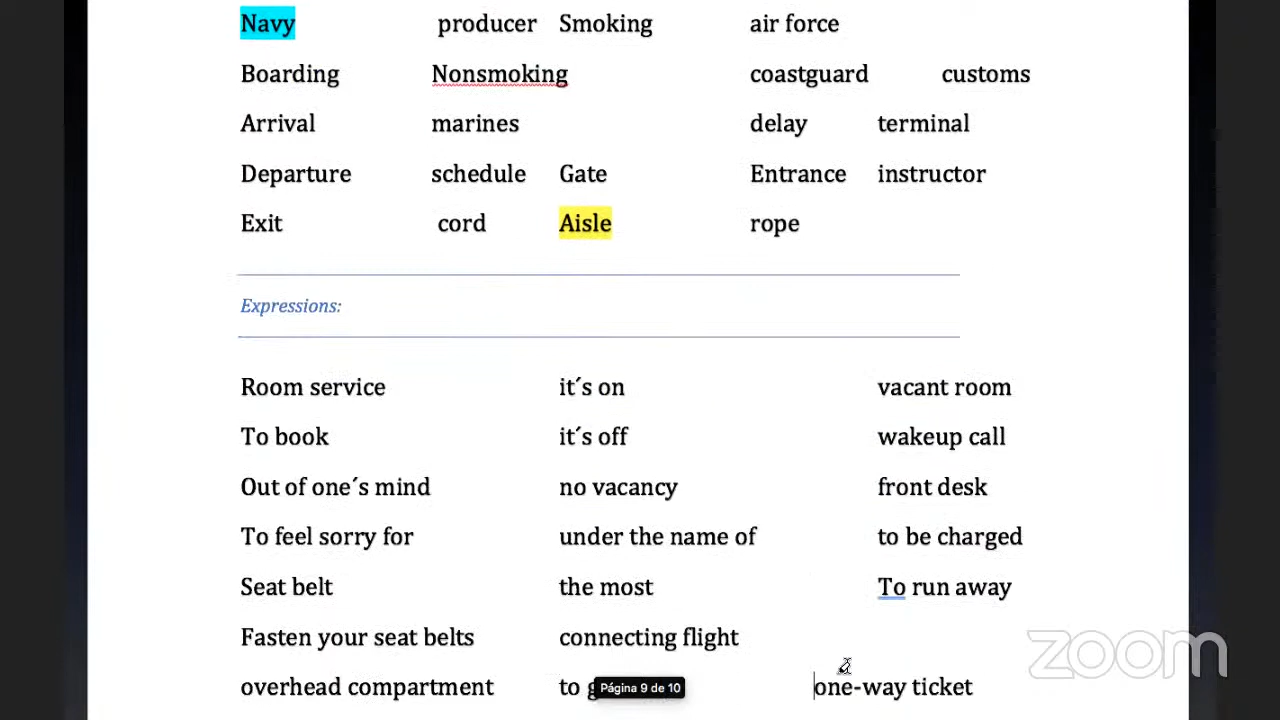 Navy producer Smoking air force
Boarding Nonsmoking coastguard customs
Arrival marines delay terminal
Departure schedule Gate Entrance instructor
Exit cord Aisle rope
Expressions:
Room service it´s on vacant room
To book it´s off wakeup call
Out of one´s mind no vacancy front desk
To feel sorry for under the name of to be charged
Seat belt the most To run away
Fasten your seat belts connecting flight
overhead compartment to one-way ticket
Página 9 de 10
zoom